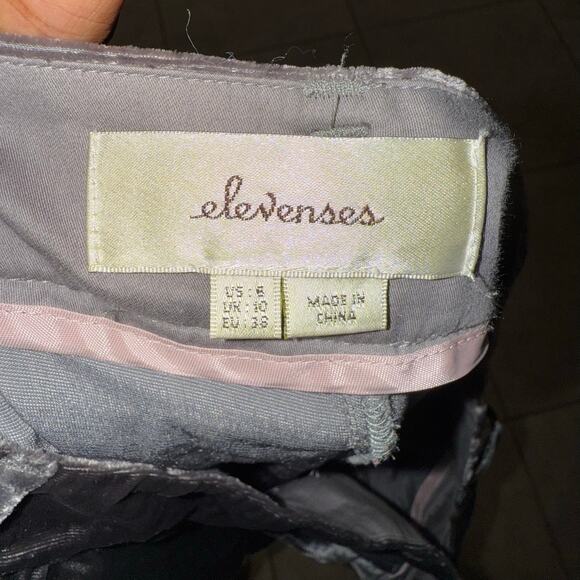 elevenses
US: 6
UK: 10
EU: 38
MADE IN
CHINA